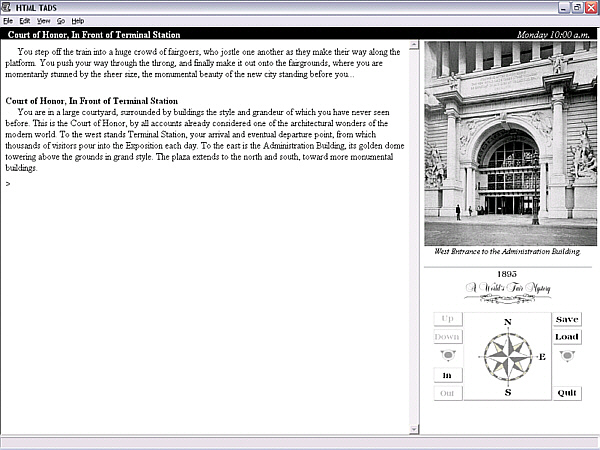 HTML TADS
File Edit View Go Help
Court of Honor, In Front of Terminal Station
Monday 10:00 a.m.
You step off the train into a huge crowd of fairgoers, who jostle one another as they make their way along the
platform. You push your way through the throng, and finally make it out onto the fairgrounds, where you are
momentarily stunned by the sheer size, the monumental beauty of the new city standing before you...
Court of Honor, In Front of Terminal Station
You are in a large courtyard, surrounded by buildings the style and grandeur of which you have never seen
before. This is the Court of Honor, by all accounts already considered one of the architectural wonders of the
modern world. To the west stands Terminal Station, your arrival and eventual departure point, from which
thousands of visitors pour into the Exposition each day. To the east is the Administration Building, its golden dome
towering above the grounds in grand style. The plaza extends to the north and south, toward more monumental
buildings.
>
West Entrance to the Administration Building.
1893
A World's Fair Mystery
Up
Save
N
Down
Load
E
In
Out
S
Quit